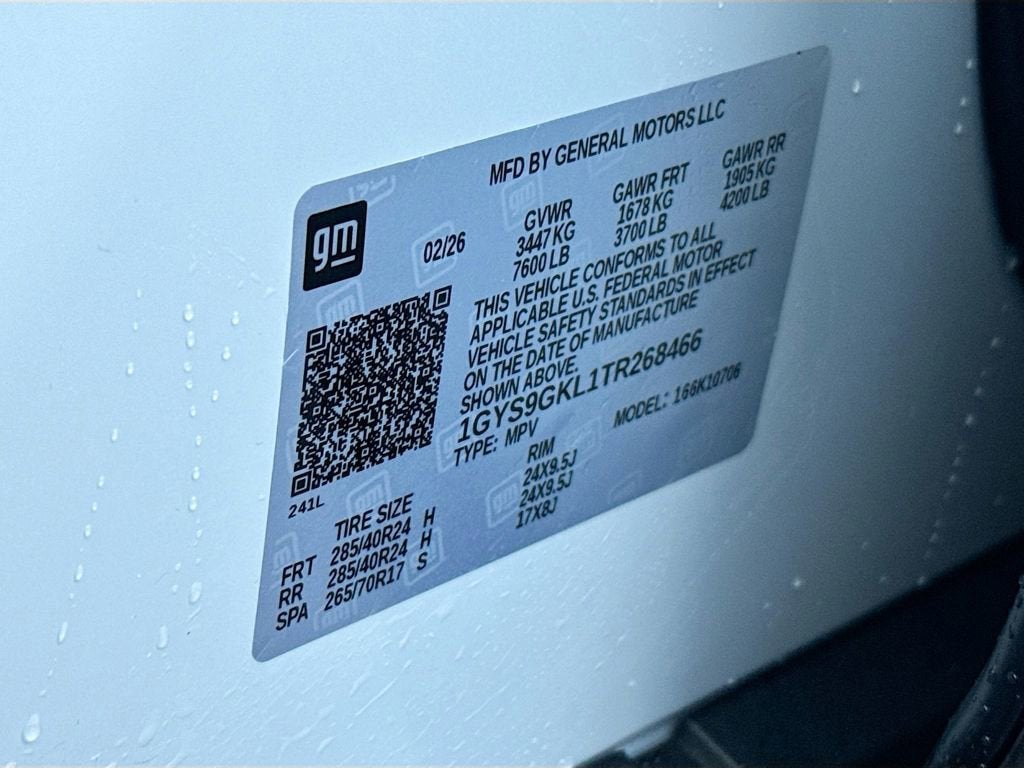 MFD BY GENERAL MOTORS LLC
gm
02/26
GVWR GAWR FRT GAWR RR
3447 KG 1678 KG 1905 KG
7600 LB 3700 LB 4200 LB
THIS VEHICLE CONFORMS TO ALL
APPLICABLE U.S. FEDERAL MOTOR
VEHICLE SAFETY STANDARDS IN EFFECT
ON THE DATE OF MANUFACTURE
SHOWN ABOVE.
1GYS9GKL1TR268466
TYPE: MPV MODEL: 166K10706
241L
TIRE SIZE RIM
FRT 285/40R24 H 24X9.5J
RR 285/40R24 H 24X9.5J
SPA 265/70R17 S 17X8J